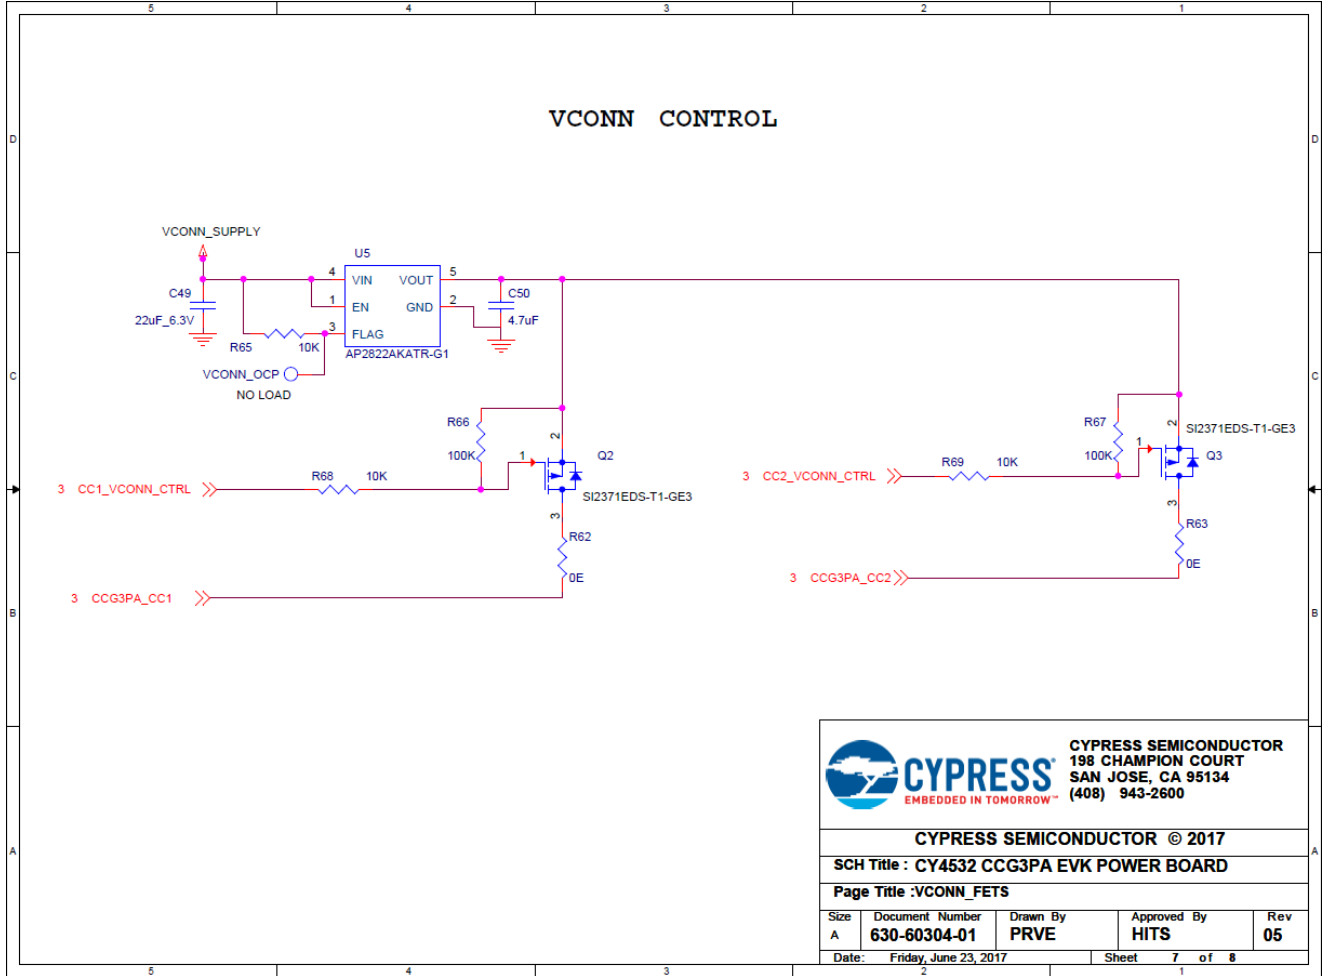 5 4 3 2 1
VCONN CONTROL
D D
VCONN_SUPPLY
U5
4 VIN VOUT 5
C49
22uF_6.3V
1 EN GND 2
C50
4.7uF
3 FLAG
R65 10K
AP2822AKATR-G1
VCONN_OCP
NO LOAD
C C
R66
100K
2
1
Q2
SI2371EDS-T1-GE3
3
R68 10K
3 CC1_VCONN_CTRL
R62
0E
3 CCG3PA_CC1
R67
100K
2
SI2371EDS-T1-GE3
1
Q3
3
R69 10K
3 CC2_VCONN_CTRL
R63
0E
3 CCG3PA_CC2
B B
CYPRESS
EMBEDDED IN TOMORROW™
CYPRESS SEMICONDUCTOR
198 CHAMPION COURT
SAN JOSE, CA 95134
(408) 943-2600
A A
CYPRESS SEMICONDUCTOR © 2017
SCH Title : CY4532 CCG3PA EVK POWER BOARD
Page Title :VCONN_FETS
Size Document Number Drawn By Approved By Rev
A 630-60304-01 PRVE HITS 05
Date: Friday, June 23, 2017 Sheet 7 of 8
5 4 3 2 1